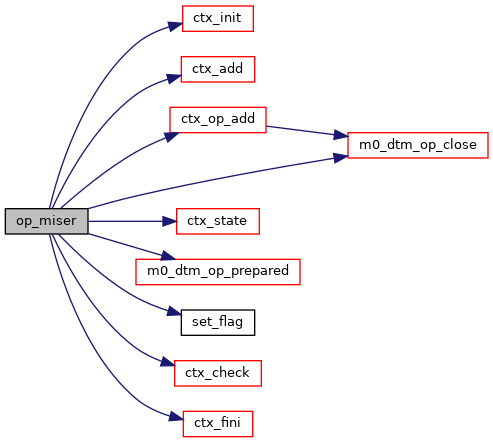 ctx_init
ctx_add
ctx_op_add
m0_dtm_op_close
op_miser
ctx_state
m0_dtm_op_prepared
set_flag
ctx_check
ctx_fini